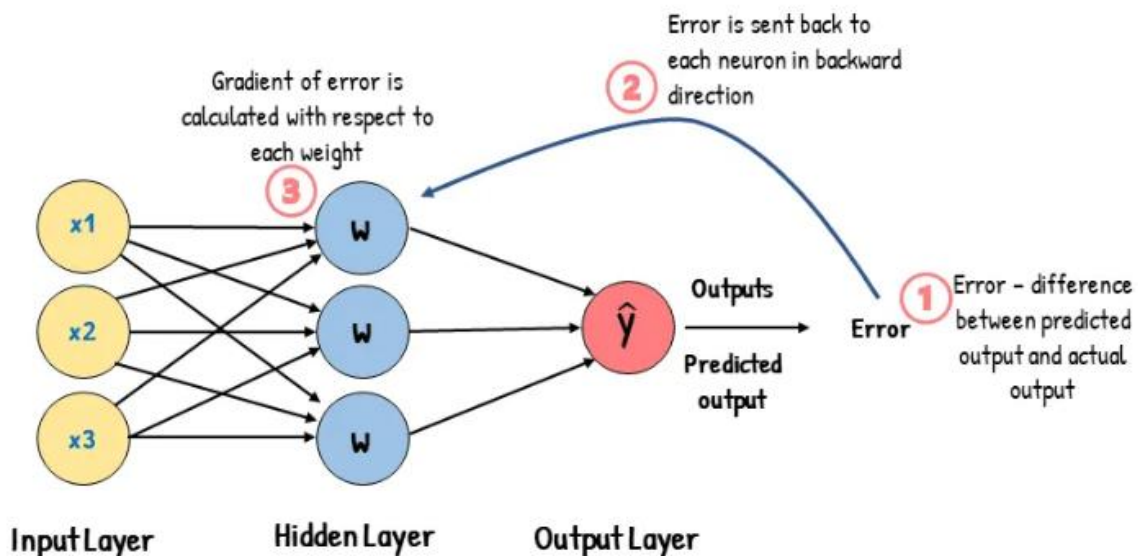 Error is sent back to
each neuron in backward
direction
2
Gradient of error is
calculated with respect to
each weight
3
x1
w
x2
w
x3
w
ŷ
Outputs
Predicted
output
Error
1
Error - difference
between predicted
output and actual
output
Input Layer
Hidden Layer
Output Layer